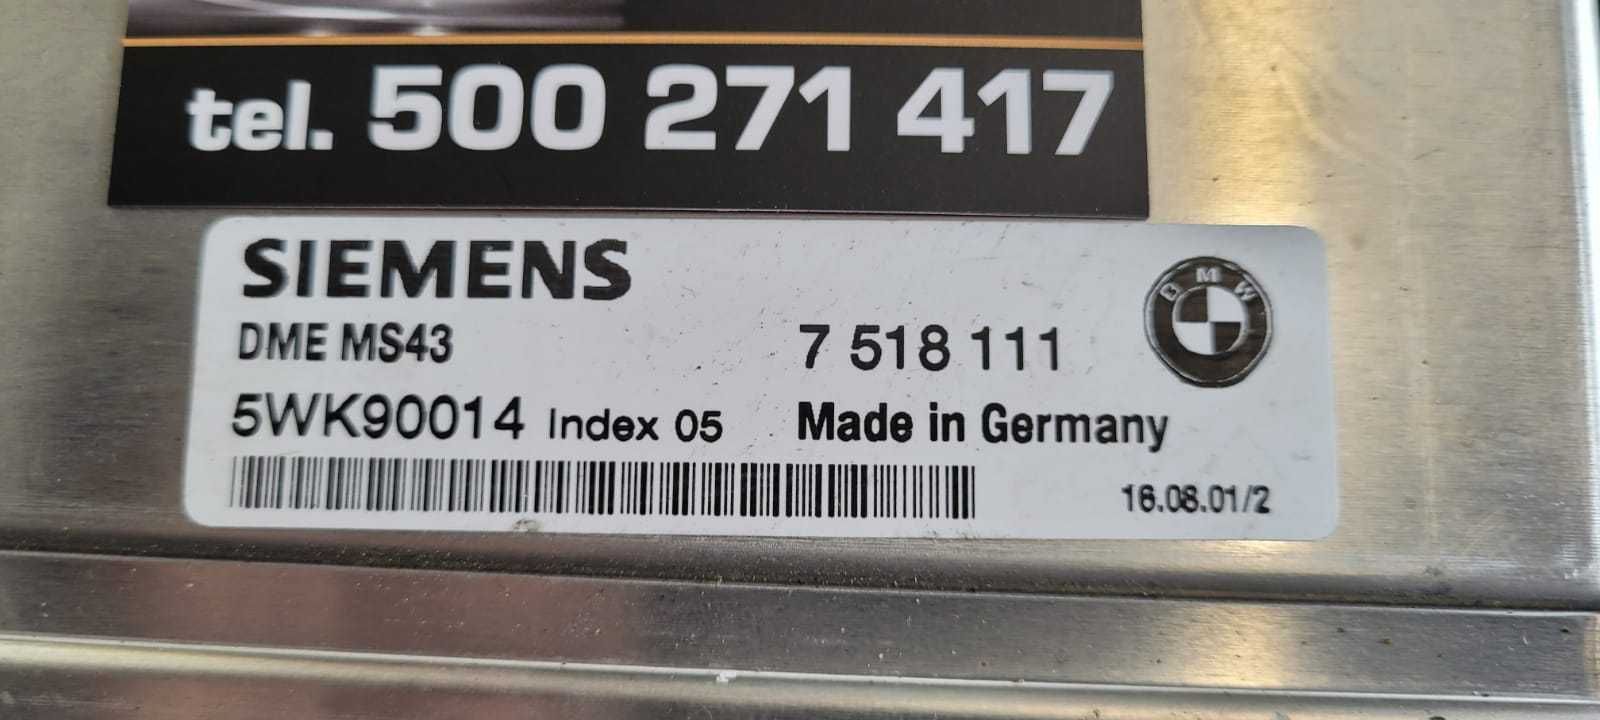 tel. 500 271 417
SIEMENS
BMW
DME MS43 7 518 111
5WK90014 Index 05 Made in Germany
16.08.01/2